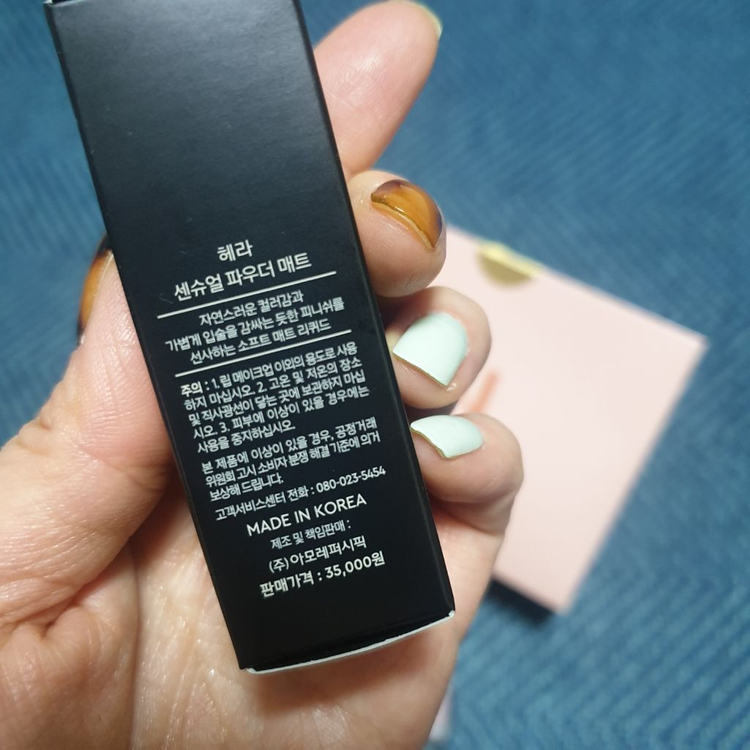 헤라
센슈얼 파우더 매트
자연스러운 컬러감과
가볍게 입술을 감싸는 듯한 피니쉬를
선사하는 소프트 매트 리퀴드
주의 : 1. 립 메이크업 이외의 용도로 사용
하지 마십시오. 2. 고온 및 저온의 장소
및 직사광선이 닿는 곳에 보관하지 마십
시오. 3. 피부에 이상이 있을 경우에는
사용을 중지하십시오.
본 제품에 이상이 있을 경우, 공정거래
위원회 고시 소비자 분쟁 해결 기준에 의거
보상해 드립니다.
고객서비스센터 전화 : 080-023-5454
MADE IN KOREA
제조 및 책임판매 :
(주)아모레퍼시픽
판매가격 : 35,000원